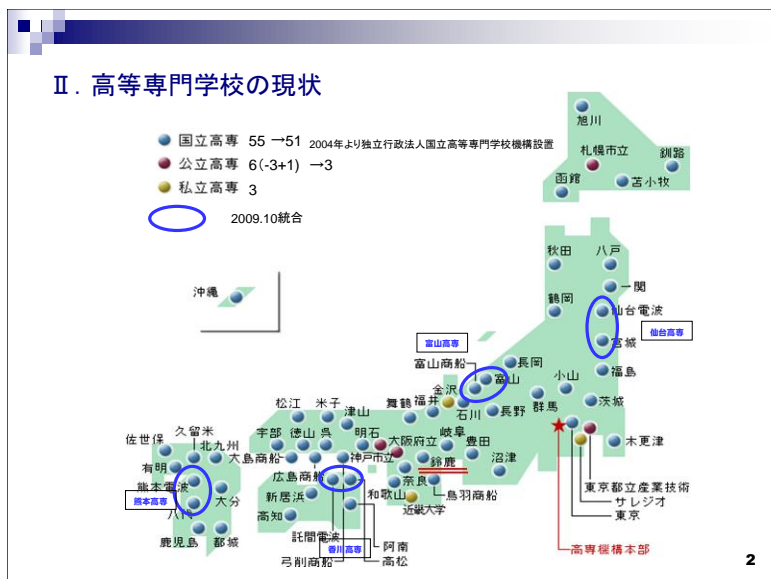 Ⅱ．高等専門学校の現状
国立高専 55 →51 2004年より独立行政法人国立高等専門学校機構設置
公立高専 6(-3+1) →3
私立高専 3
2009.10統合
旭川
札幌市立
釧路
函館
苫小牧
秋田
八戸
一関
鶴岡
仙台電波
仙台高専
宮城
福島
沖縄
富山高専
富山商船
長岡
富山
金沢
小山
群馬
茨城
石川
長野
福井
舞鶴
松江
米子
津山
久留米
佐世保
北九州
宇部
徳山
呉
明石
大阪府立
岐阜
豊田
木更津
有明
大島商船
広島商船
神戸市立
鈴鹿
沼津
熊本電波
熊本高専
大分
新居浜
和歌山
奈良
鳥羽商船
東京都立産業技術
近畿大学
サレジオ
東京
八代
高知
鹿児島
都城
託間電波
香川高専
阿南
弓削商船
高松
高専機構本部
2